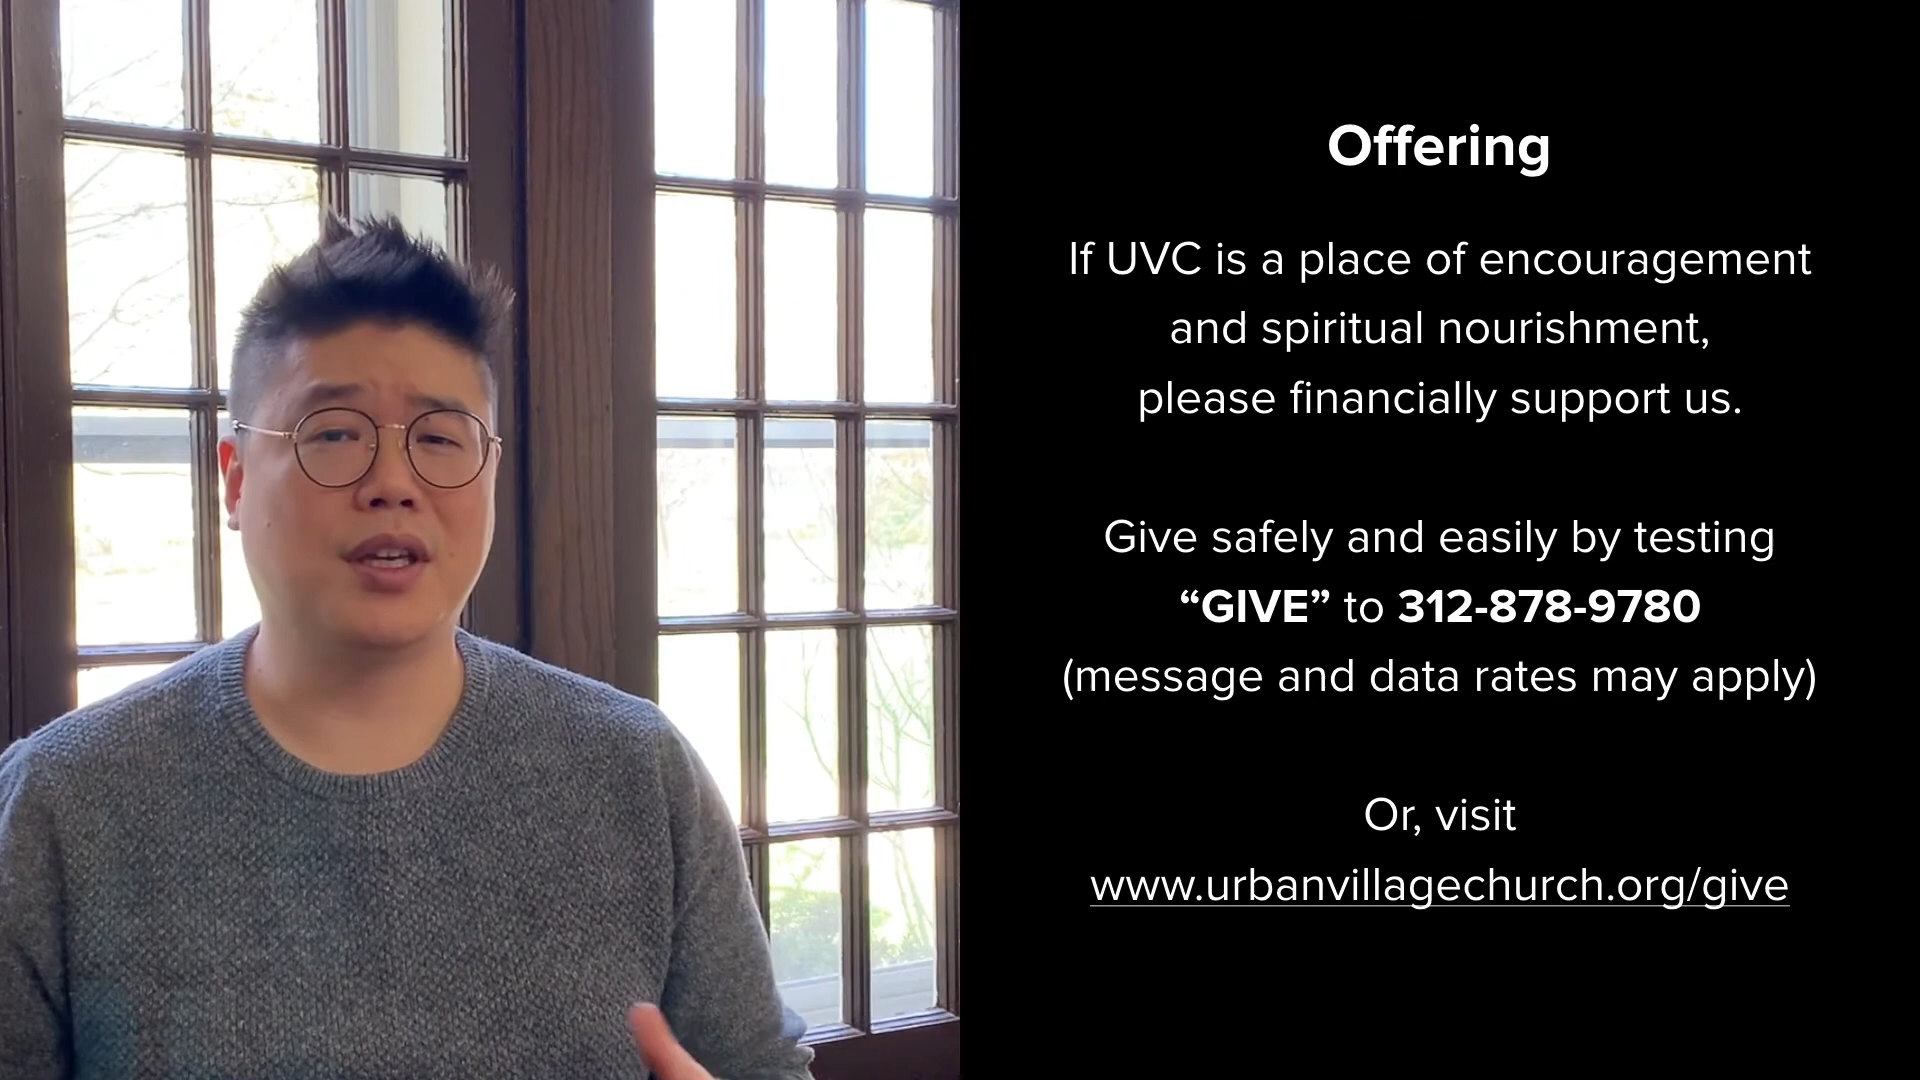 Offering
If UVC is a place of encouragement
and spiritual nourishment,
please financially support us.
Give safely and easily by testing
“GIVE” to 312-878-9780
(message and data rates may apply)
Or, visit
www.urbanvillagechurch.org/give